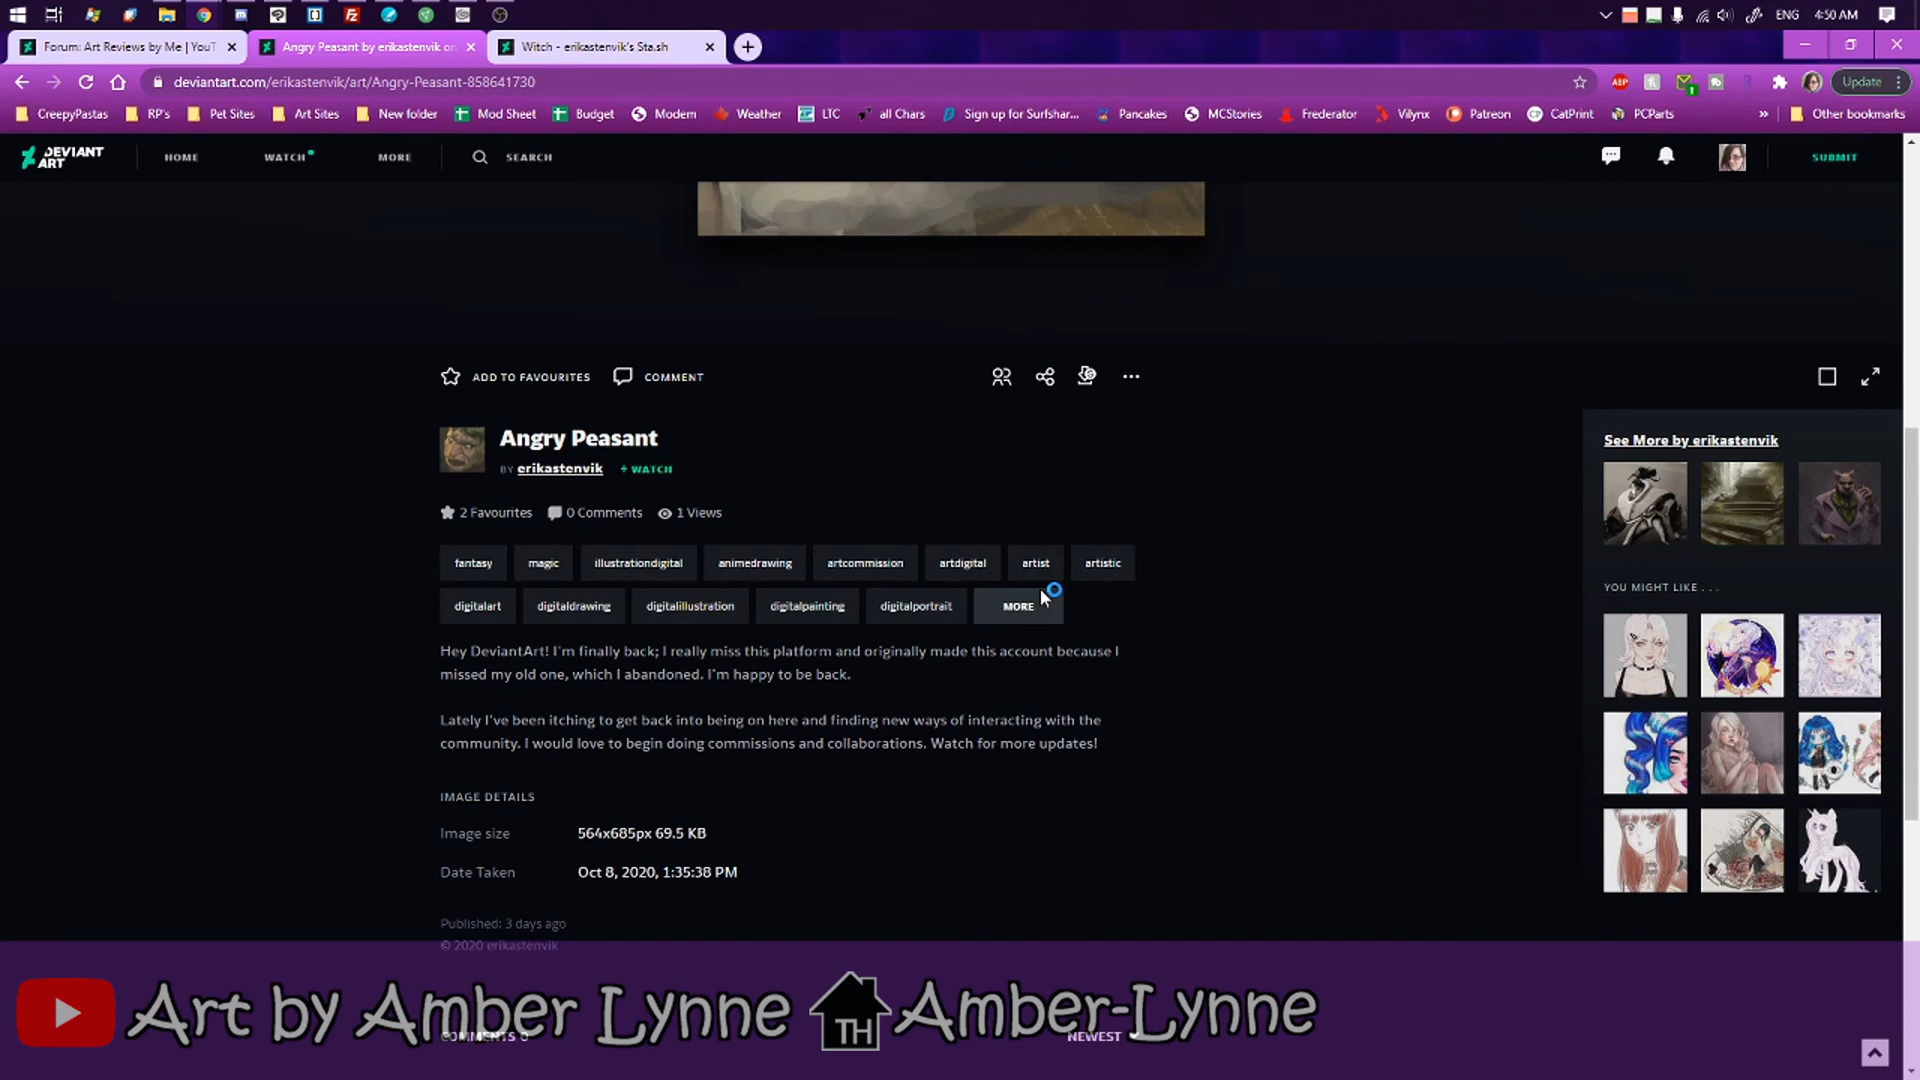 ENG 4:50 AM
Forum: Art Reviews by Me | YouT
Angry Peasant by erikastenvik on
Witch - erikastenvik's Sta.sh
deviantart.com/erikastenvik/art/Angry-Peasant-858641730
ABP
Update
CreepyPastas RP's Pet Sites Art Sites New folder Mod Sheet Budget Modem Weather LTC all Chars Sign up for Surfshar... Pancakes MCStories Frederator Vilynx Patreon CatPrint PCParts » Other bookmarks
DEVIANT ART
HOME WATCH MORE SEARCH SUBMIT
ADD TO FAVOURITES COMMENT
Angry Peasant
BY erikastenvik + WATCH
2 Favourites 0 Comments 1 Views
fantasy magic illustrationdigital animedrawing artcommission artdigital artist artistic
digitalart digitaldrawing digitalillustration digitalpainting digitalportrait MORE
Hey DeviantArt! I'm finally back; I really miss this platform and originally made this account because I
missed my old one, which I abandoned. I'm happy to be back.
Lately I've been itching to get back into being on here and finding new ways of interacting with the
community. I would love to begin doing commissions and collaborations. Watch for more updates!
IMAGE DETAILS
Image size 564x685px 69.5 KB
Date Taken Oct 8, 2020, 1:35:38 PM
Published: 3 days ago
© 2020 erikastenvik
See More by erikastenvik
YOU MIGHT LIKE . . .
Art by Amber Lynne TH Amber-Lynne
COMMENTS 0
NEWEST